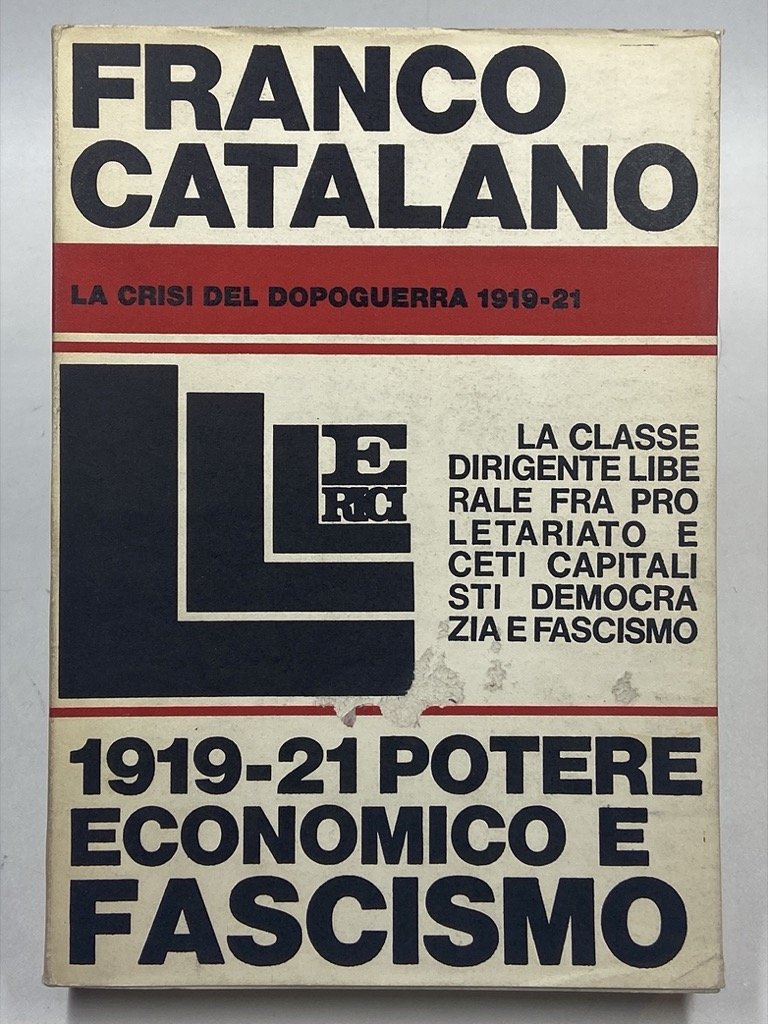 FRANCO
CATALANO
LA CRISI DEL DOPOGUERRA 1919-21
LLLE
RICI
LA CLASSE
DIRIGENTE LIBE
RALE FRA PRO
LETARIATO E
CETI CAPITALI
STI DEMOCRA
ZIA E FASCISMO
1919-21 POTERE
ECONOMICO E
FASCISMO